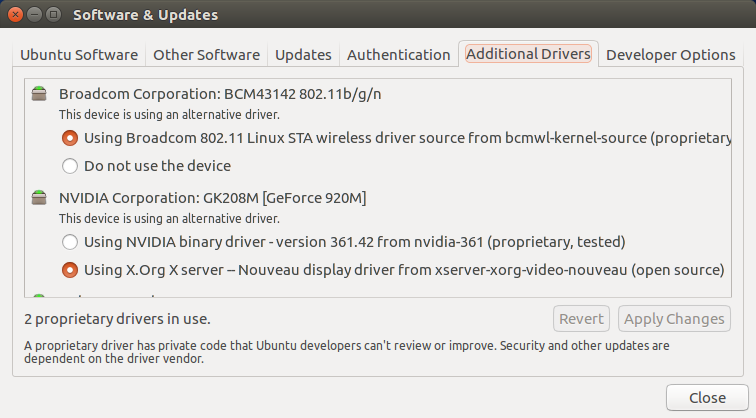 Software & Updates
Ubuntu Software Other Software Updates Authentication Additional Drivers Developer Options
Broadcom Corporation: BCM43142 802.11b/g/n
This device is using an alternative driver.
Using Broadcom 802.11 Linux STA wireless driver source from bcmwl-kernel-source (proprietary
Do not use the device
NVIDIA Corporation: GK208M [GeForce 920M]
This device is using an alternative driver.
Using NVIDIA binary driver - version 361.42 from nvidia-361 (proprietary, tested)
Using X.Org X server -- Nouveau display driver from xserver-xorg-video-nouveau (open source)
2 proprietary drivers in use.
Revert Apply Changes
A proprietary driver has private code that Ubuntu developers can't review or improve. Security and other updates are
dependent on the driver vendor.
Close